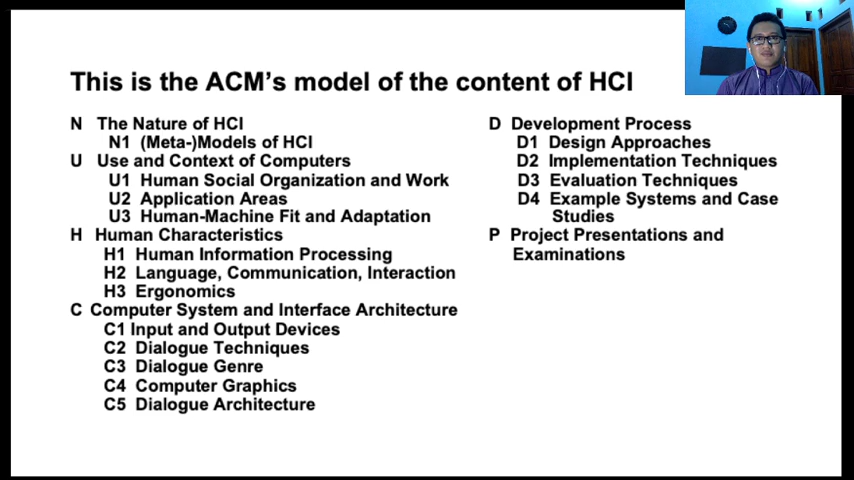 This is the ACM's model of the content of HCI
N The Nature of HCI
N1 (Meta-)Models of HCI
U Use and Context of Computers
U1 Human Social Organization and Work
U2 Application Areas
U3 Human-Machine Fit and Adaptation
H Human Characteristics
H1 Human Information Processing
H2 Language, Communication, Interaction
H3 Ergonomics
C Computer System and Interface Architecture
C1 Input and Output Devices
C2 Dialogue Techniques
C3 Dialogue Genre
C4 Computer Graphics
C5 Dialogue Architecture
D Development Process
D1 Design Approaches
D2 Implementation Techniques
D3 Evaluation Techniques
D4 Example Systems and Case
Studies
P Project Presentations and
Examinations